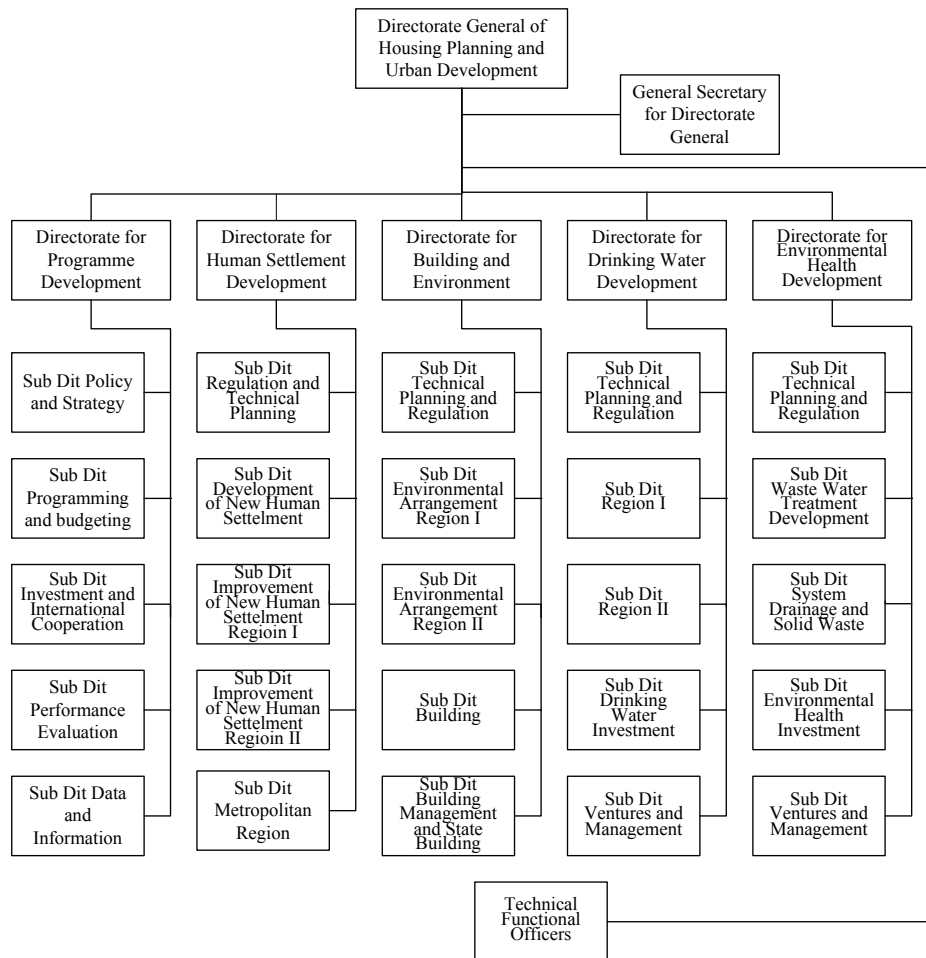 Directorate General of
Housing Planning and
Urban Development
General Secretary
for Directorate
General
Directorate for
Programme
Development
Directorate for
Human Settlement
Development
Directorate for
Building and
Environment
Directorate for
Drinking Water
Development
Directorate for
Environmental
Health
Development
Sub Dit Policy
and Strategy
Sub Dit
Regulation and
Technical
Planning
Sub Dit
Technical
Planning and
Regulation
Sub Dit
Technical
Planning and
Regulation
Sub Dit
Technical
Planning and
Regulation
Sub Dit
Programming
and budgeting
Sub Dit
Development
of New Human
Settelment
Sub Dit
Environmental
Arrangement
Region I
Sub Dit
Region I
Sub Dit
Waste Water
Treatment
Development
Sub Dit
Investment and
International
Cooperation
Sub Dit
Improvement
of New Human
Settelment
Regioin I
Sub Dit
Environmental
Arrangement
Region II
Sub Dit
Region II
Sub Dit
System
Drainage and
Solid Waste
Sub Dit
Performance
Evaluation
Sub Dit
Improvement
of New Human
Settelment
Regioin II
Sub Dit
Building
Sub Dit
Drinking
Water
Investment
Sub Dit
Environmental
Health
Investment
Sub Dit Data
and
Information
Sub Dit
Metropolitan
Region
Sub Dit
Building
Management
and State
Building
Sub Dit
Ventures and
Management
Sub Dit
Ventures and
Management
Technical
Functional
Officers